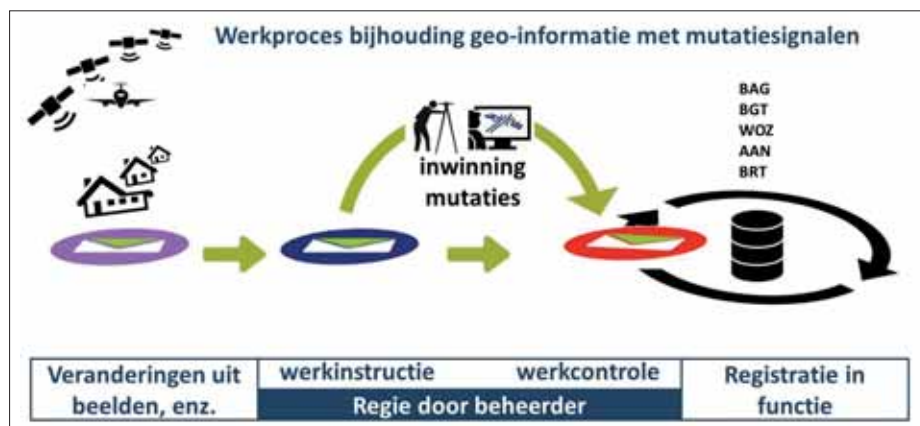 Werkproces bijhouding geo-informatie met mutatiesignalen
BAG
BGT
WOZ
AAN
BRT
inwinning
mutaties
Veranderingen uit
beelden, enz.
werkinstructie werkcontrole
Regie door beheerder
Registratie in
functie